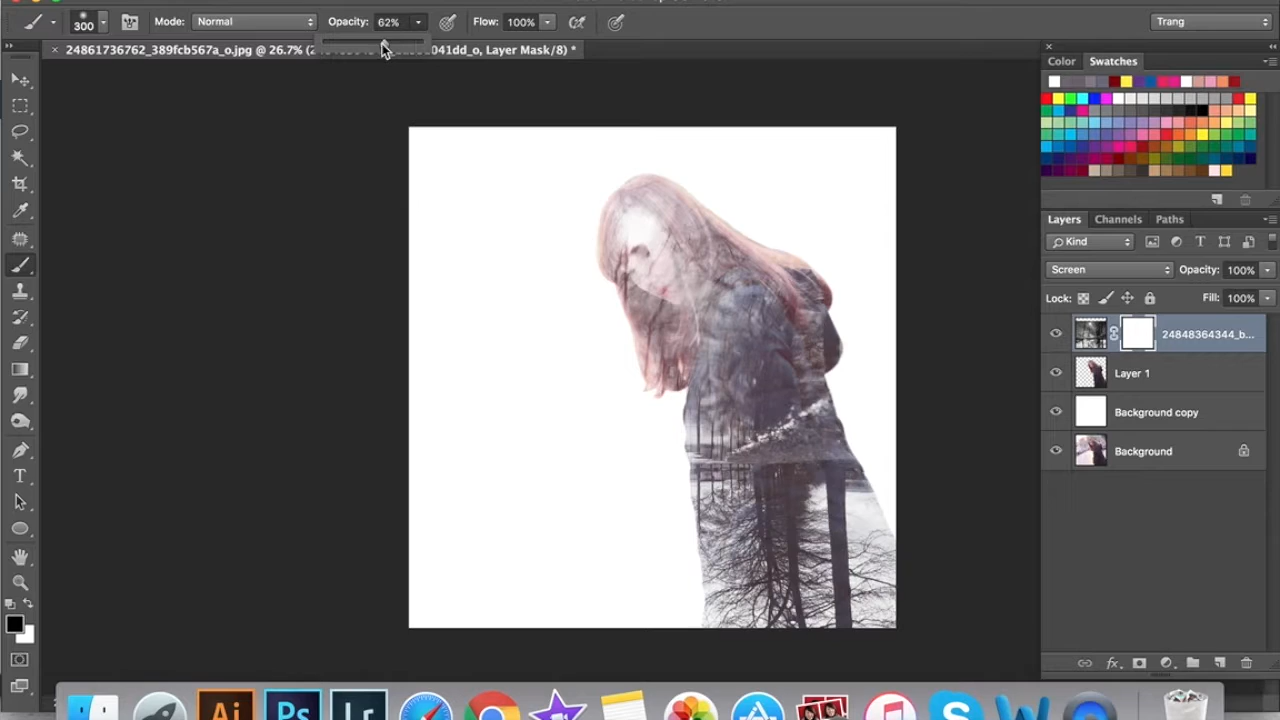 300
Mode: Normal
Opacity: 62%
Flow: 100%
Trang
24861736762_389fcb567a_o.jpg @ 26.7% (2
041dd_o, Layer Mask/8) *
Color
Swatches
Layers
Channels
Paths
Kind
Screen
Opacity: 100%
Lock:
Fill: 100%
24848364344_b...
Layer 1
Background copy
Background
fx
Ai
Ps
Lr